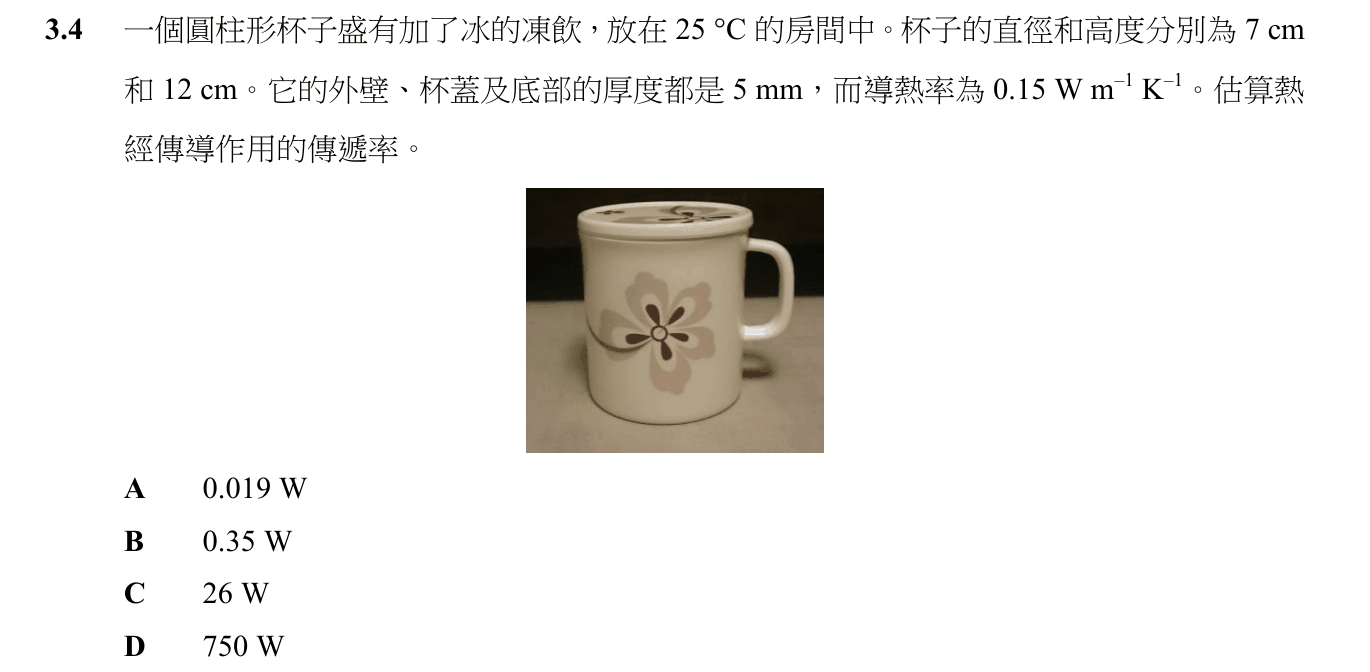 3.4 一個圓柱形杯子盛有加了冰的凍飲，放在 25 °C 的房間中。杯子的直徑和高度分別為 7 cm
和 12 cm。它的外壁、杯蓋及底部的厚度都是 5 mm，而導熱率為 0.15 W m⁻¹ K⁻¹。估算熱
經傳導作用的傳遞率。
A 0.019 W
B 0.35 W
C 26 W
D 750 W